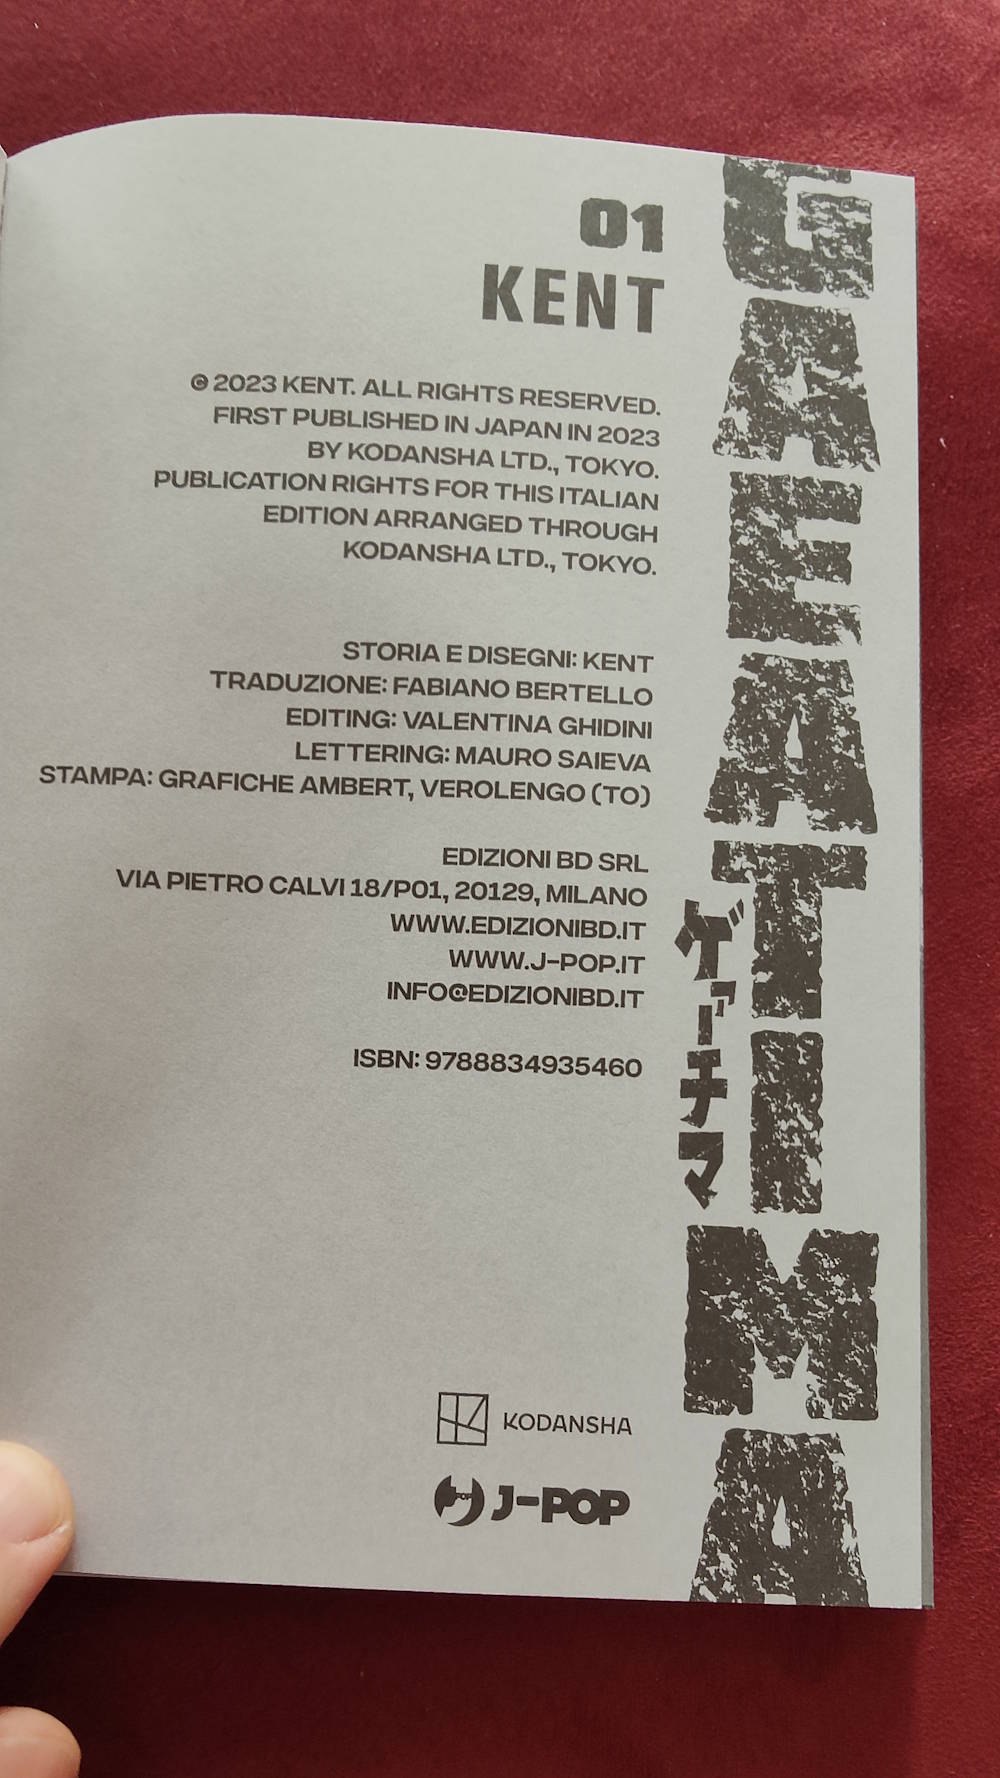 01
KENT
© 2023 KENT. ALL RIGHTS RESERVED.
FIRST PUBLISHED IN JAPAN IN 2023
BY KODANSHA LTD., TOKYO.
PUBLICATION RIGHTS FOR THIS ITALIAN
EDITION ARRANGED THROUGH
KODANSHA LTD., TOKYO.
STORIA E DISEGNI: KENT
TRADUZIONE: FABIANO BERTELLO
EDITING: VALENTINA GHIDINI
LETTERING: MAURO SAIEVA
STAMPA: GRAFICHE AMBERT, VEROLENGO (TO)
EDIZIONI BD SRL
VIA PIETRO CALVI 18/P01, 20129, MILANO
WWW.EDIZIONIBD.IT
WWW.J-POP.IT
INFO@EDIZIONIBD.IT
ISBN: 9788834935460
KODANSHA
J-POP
GAEA-TIMA
ゲアーチマ